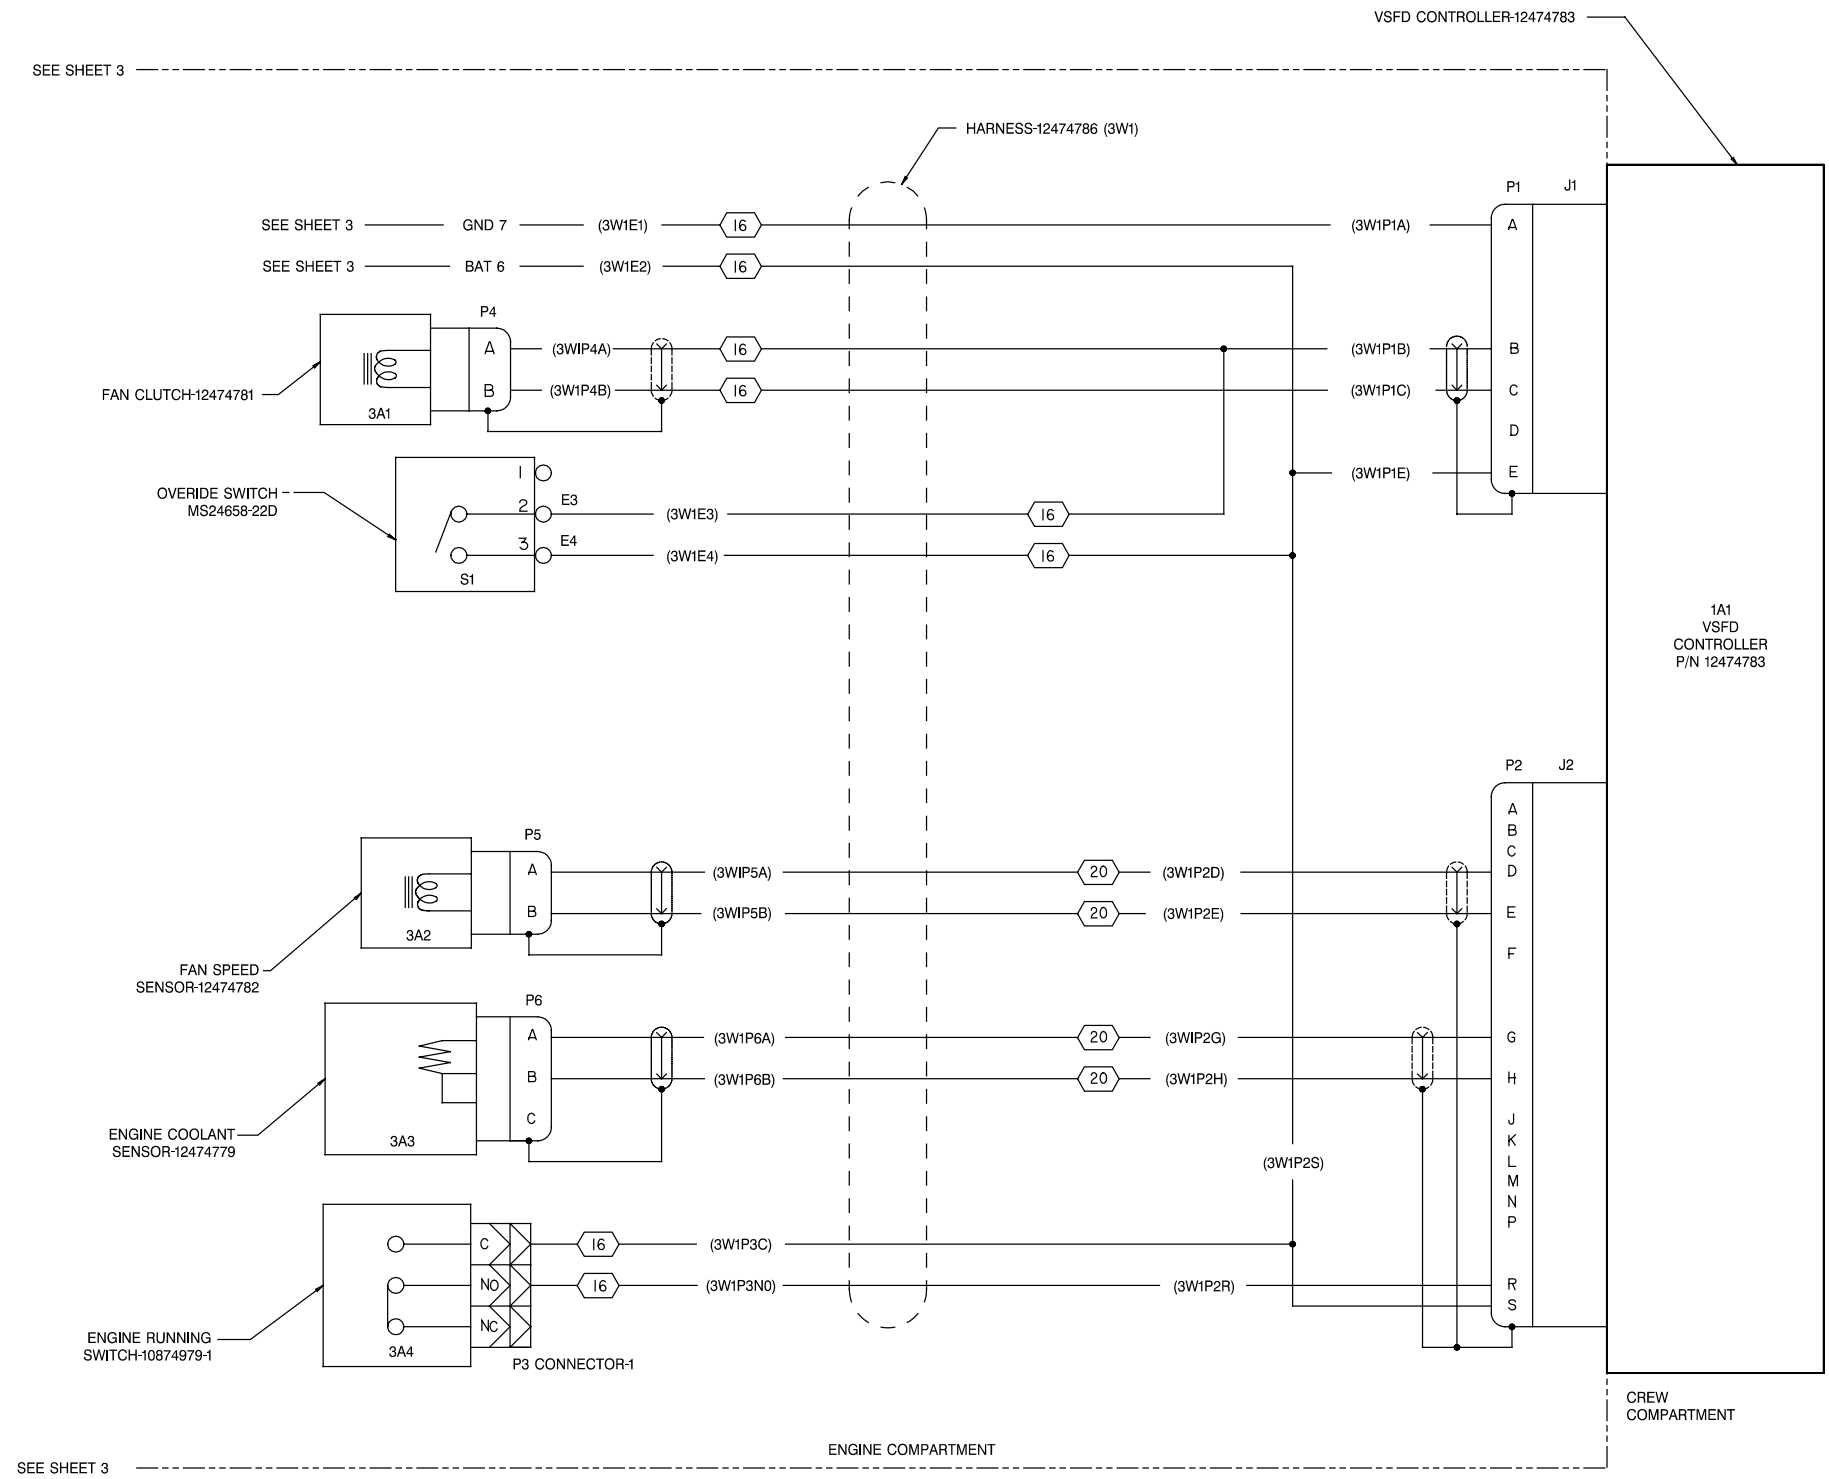 VSFD CONTROLLER-12474783
SEE SHEET 3
HARNESS-12474786 (3W1)
P1 J1
SEE SHEET 3 GND 7 (3W1E1) 16 (3W1P1A) A
SEE SHEET 3 BAT 6 (3W1E2) 16
P4
A (3WIP4A) 16 (3W1P1B) B
B (3W1P4B) 16 (3W1P1C) C
FAN CLUTCH-12474781
3A1
D
1
(3W1P1E) E
OVERIDE SWITCH
MS24658-22D
2 E3 (3W1E3) 16
3 E4 (3W1E4) 16
S1
1A1
VSFD
CONTROLLER
P/N 12474783
P2 J2
A
B
C
P5
A (3WIP5A) 20 (3W1P2D) D
B (3WIP5B) 20 (3W1P2E) E
3A2
F
FAN SPEED
SENSOR-12474782
P6
A (3W1P6A) 20 (3WIP2G) G
B (3W1P6B) 20 (3W1P2H) H
C
J
ENGINE COOLANT
SENSOR-12474779
3A3
K
L
(3W1P2S)
M
N
P
C 16 (3W1P3C)
NO 16 (3W1P3N0) (3W1P2R) R
S
NC
ENGINE RUNNING
SWITCH-10874979-1
3A4
P3 CONNECTOR-1
CREW
COMPARTMENT
ENGINE COMPARTMENT
SEE SHEET 3